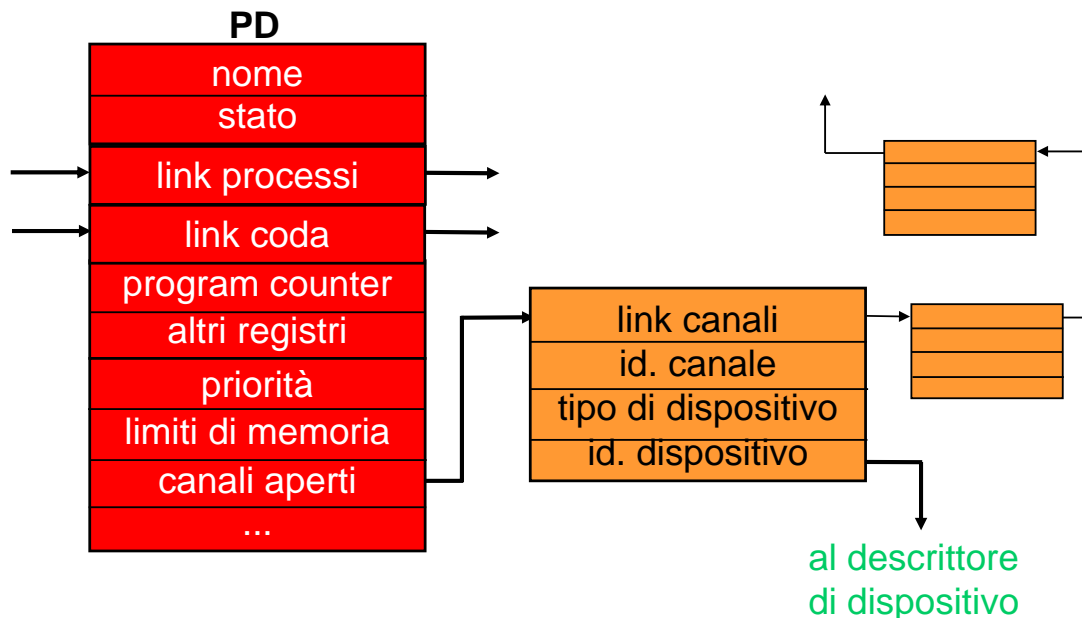 PD
nome
stato
link processi
link coda
program counter
altri registri
priorità
limiti di memoria
canali aperti
...
link canali
id. canale
tipo di dispositivo
id. dispositivo
al descrittore
di dispositivo